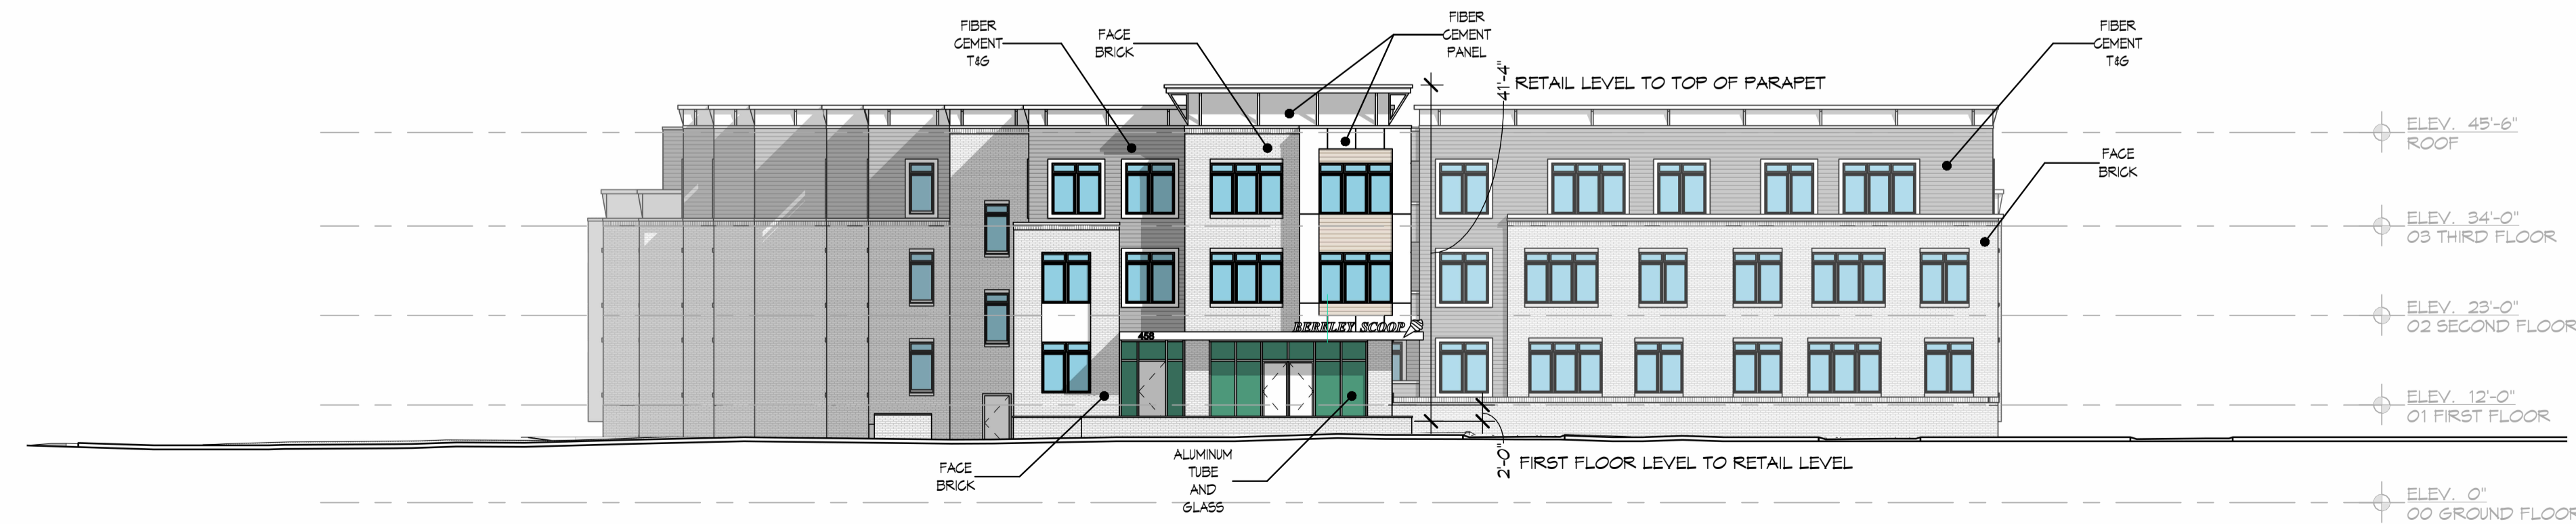 FIBER
CEMENT
T&G
FACE
BRICK
FIBER
CEMENT
PANEL
FIBER
CEMENT
T&G
41'-4"
RETAIL LEVEL TO TOP OF PARAPET
ELEV. 45'-6"
ROOF
FACE
BRICK
ELEV. 34'-0"
03 THIRD FLOOR
ELEV. 23'-0"
02 SECOND FLOOR
BERKLEY SCOOP
458
ELEV. 12'-0"
01 FIRST FLOOR
FACE
BRICK
ALUMINUM
TUBE
AND
GLASS
2'-0"
FIRST FLOOR LEVEL TO RETAIL LEVEL
ELEV. 0"
00 GROUND FLOOR